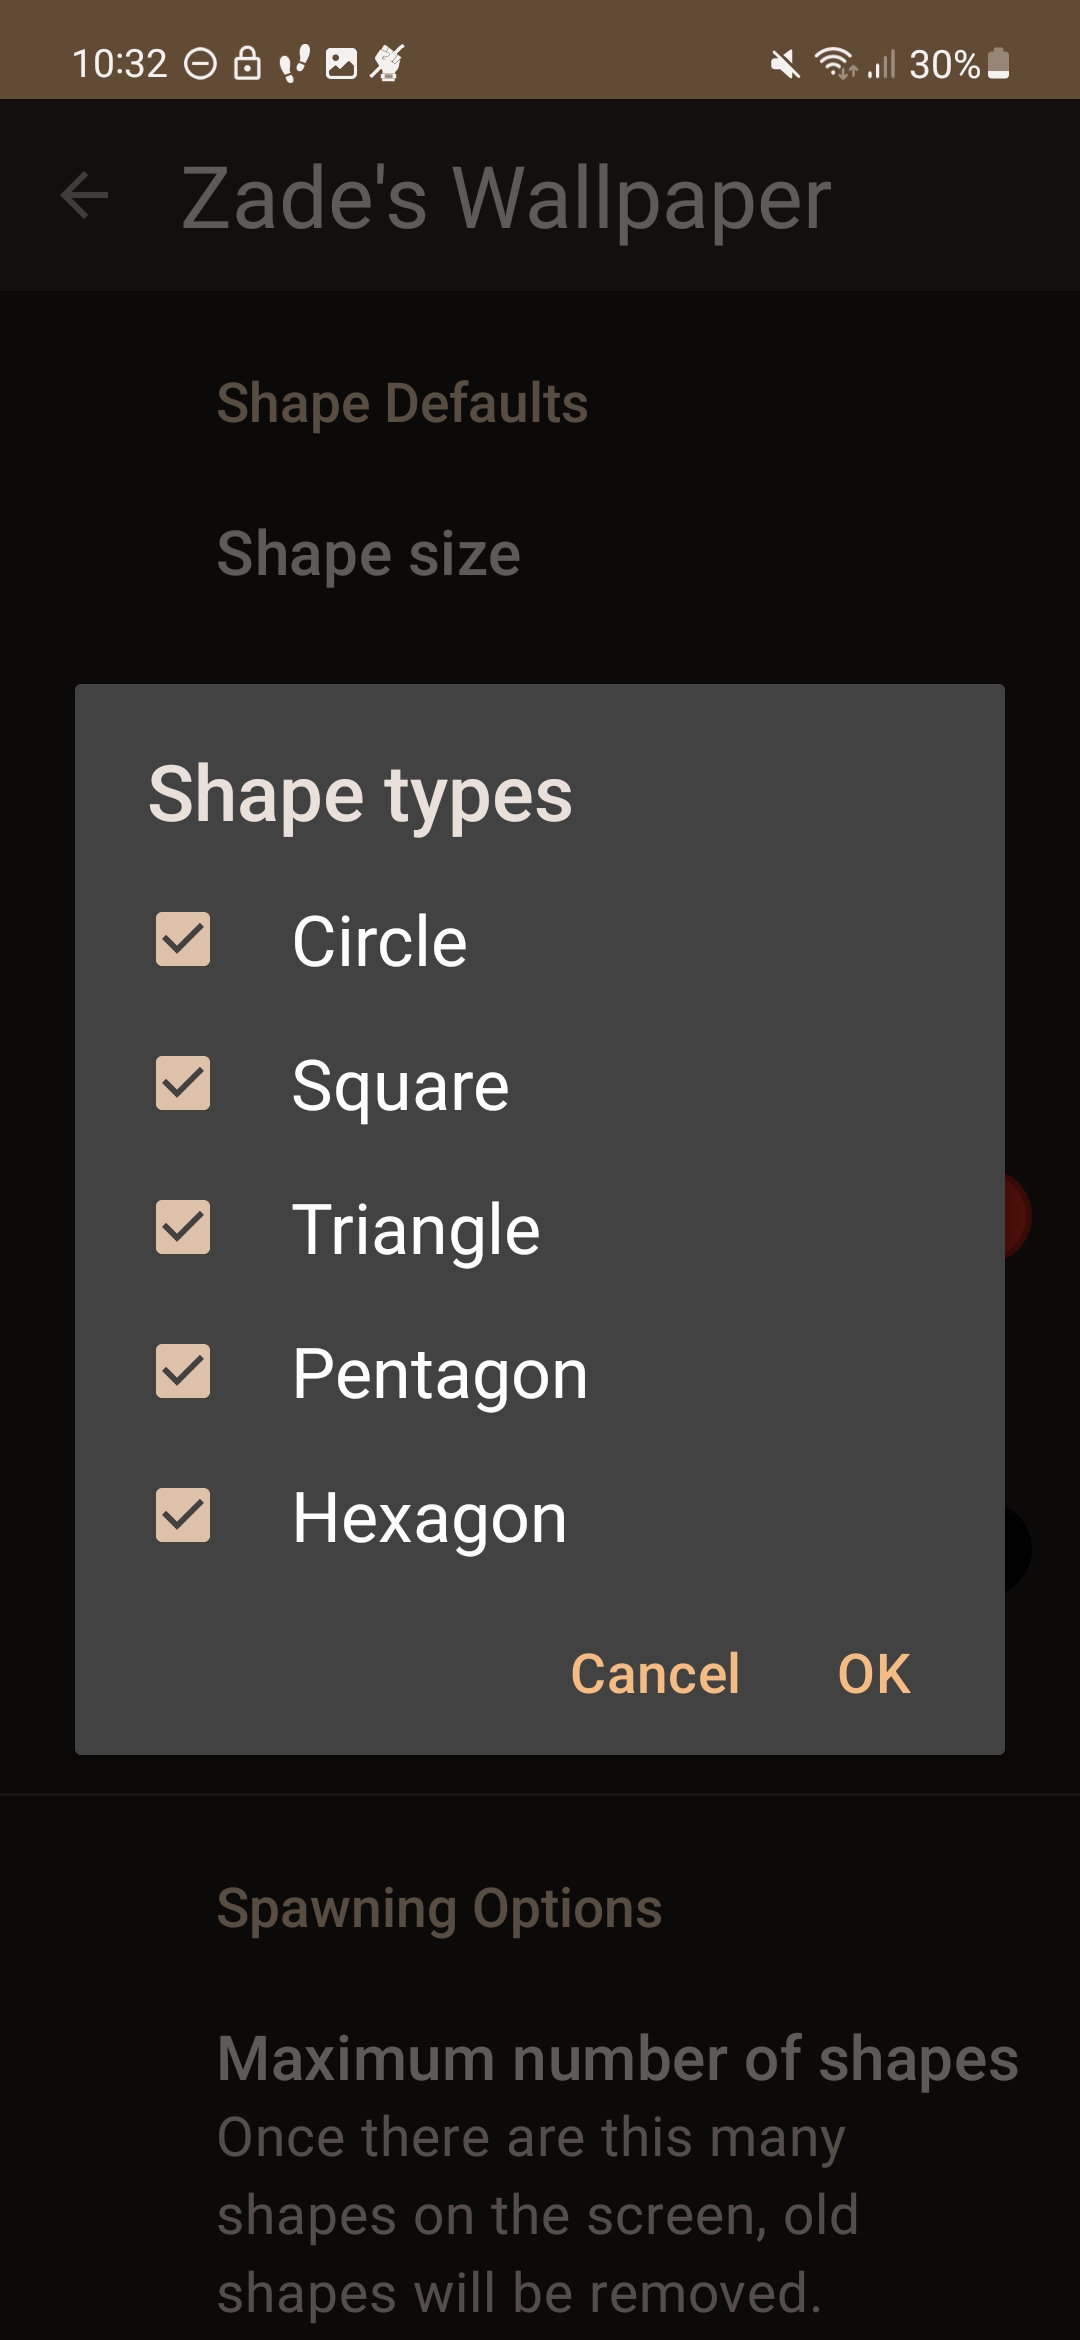 10:32 30%
Zade's Wallpaper
Shape Defaults
Shape size
Shape types
Circle
Square
Triangle
Pentagon
Hexagon
Cancel OK
Spawning Options
Maximum number of shapes
Once there are this many
shapes on the screen, old
shapes will be removed.